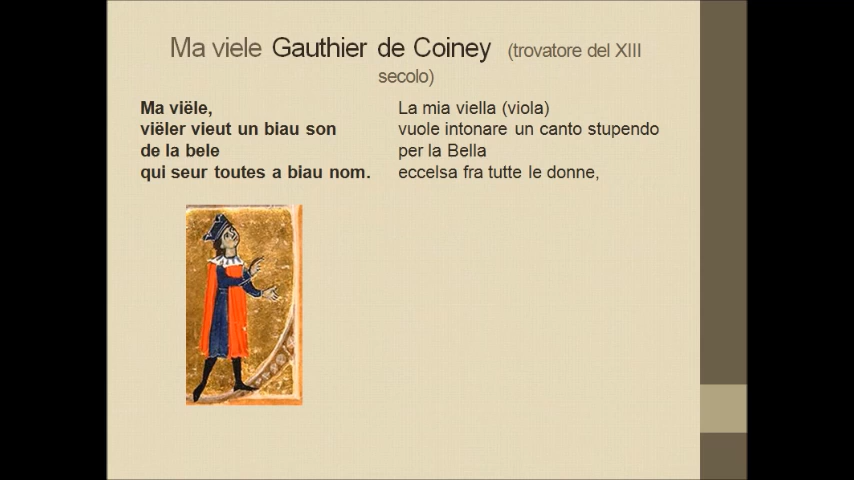 Ma viele Gauthier de Coiney (trovatore del XIII
secolo)
Ma viële,
viëler vieut un biau son
de la bele
qui seur toutes a biau nom.
La mia viella (viola)
vuole intonare un canto stupendo
per la Bella
eccelsa fra tutte le donne,